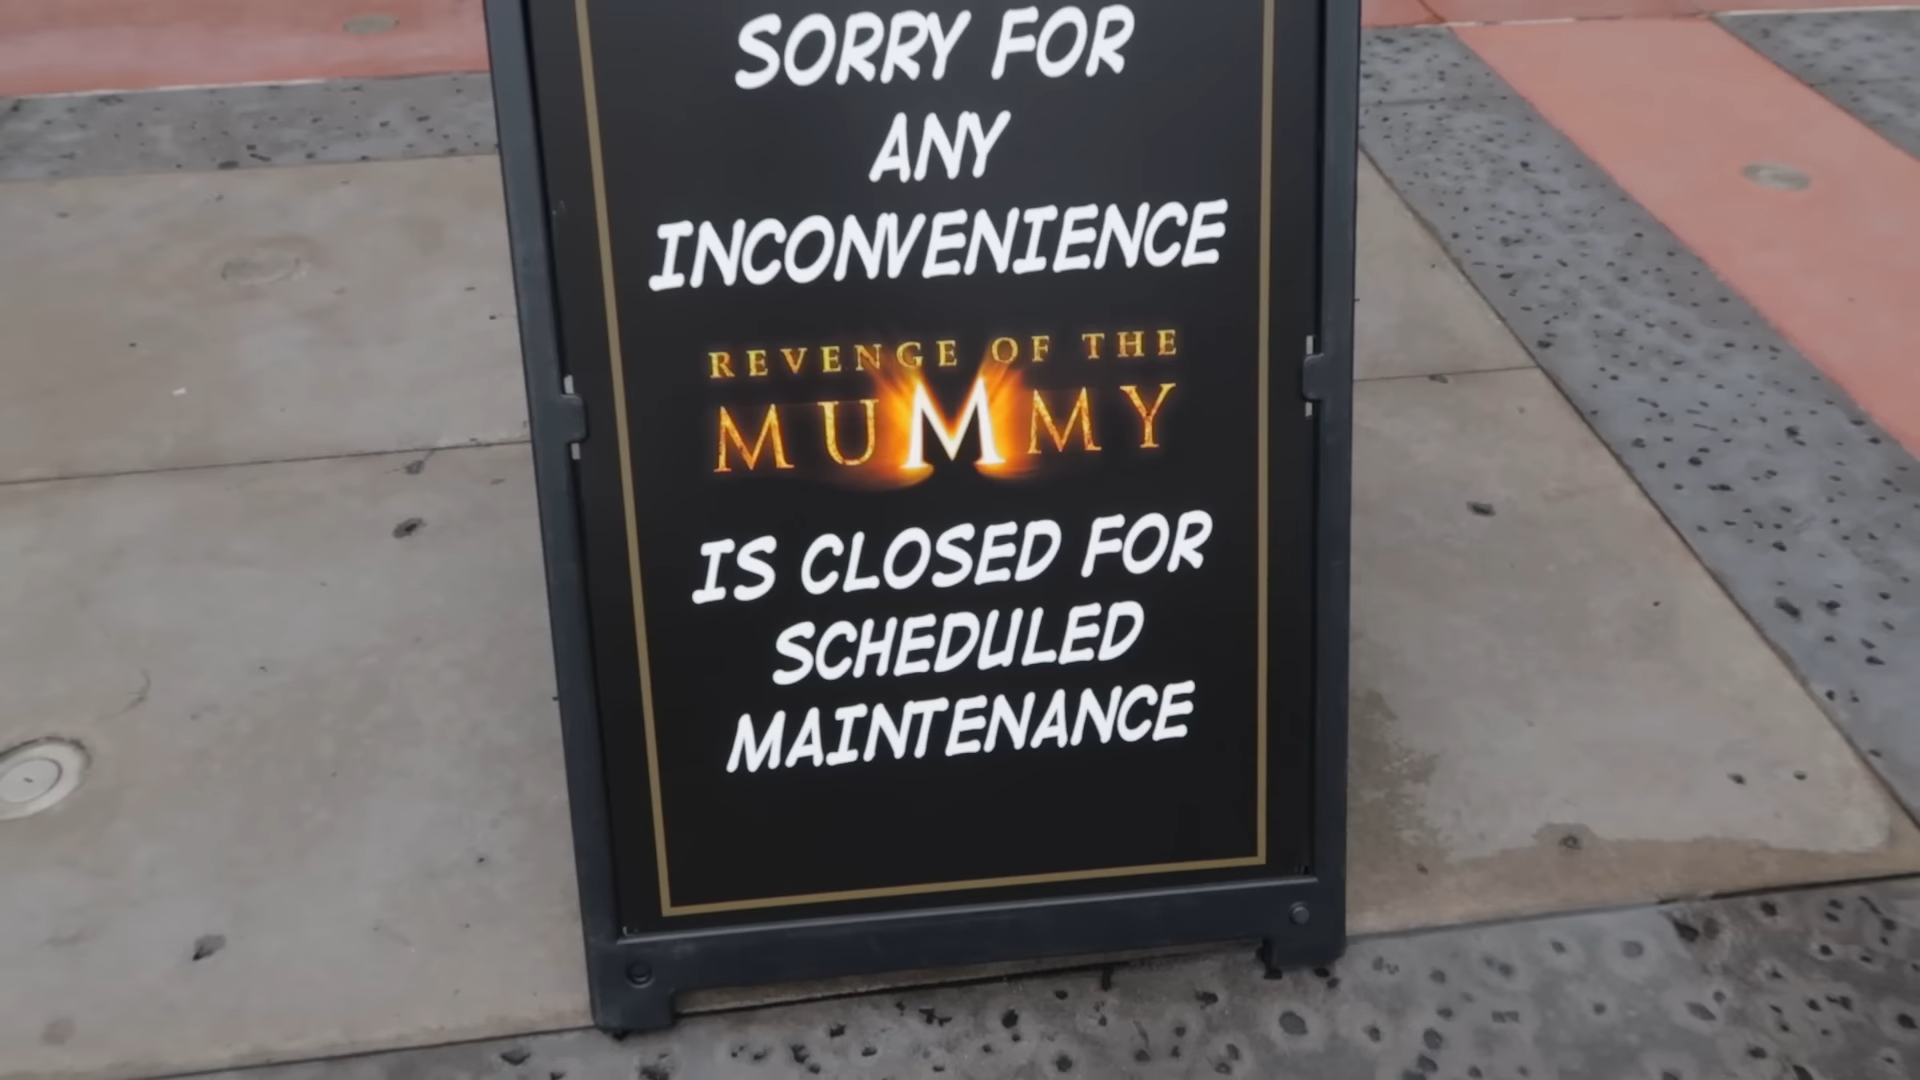 SORRY FOR
ANY
INCONVENIENCE
REVENGE OF THE
MUMMY
IS CLOSED FOR
SCHEDULED
MAINTENANCE